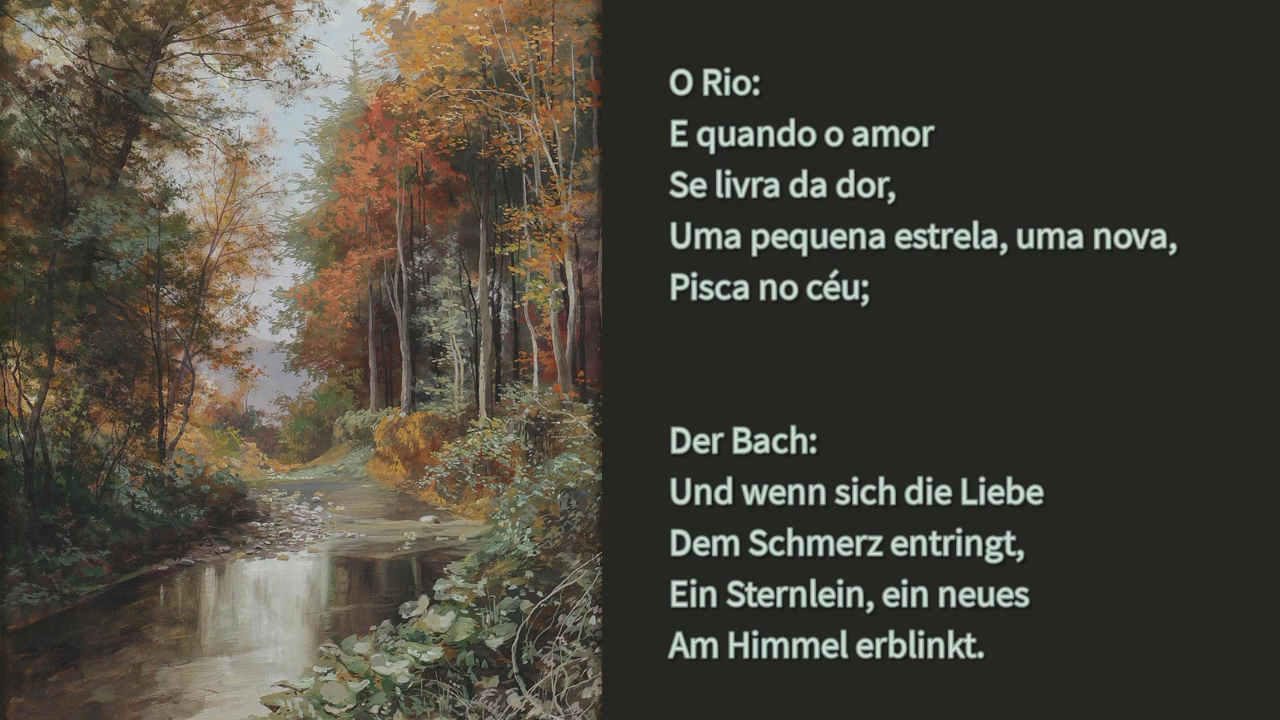 O Rio:
E quando o amor
Se livra da dor,
Uma pequena estrela, uma nova,
Pisca no céu;
Der Bach:
Und wenn sich die Liebe
Dem Schmerz entringt,
Ein Sternlein, ein neues
Am Himmel erblinkt.